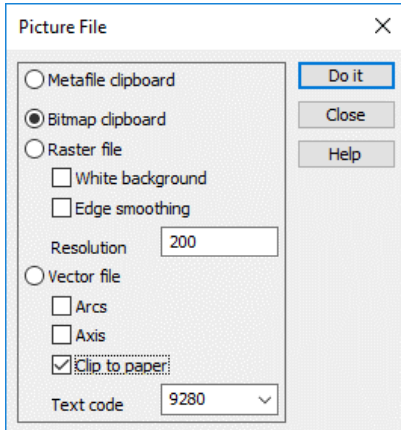 Picture File
Metafile clipboard
Do it
Bitmap clipboard
Close
Raster file
Help
White background
Edge smoothing
Resolution 200
Vector file
Arcs
Axis
Clip to paper
Text code 9280